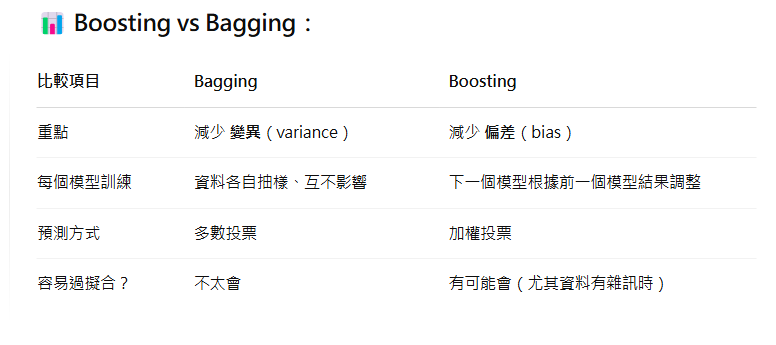 📊 Boosting vs Bagging：
比較項目 Bagging Boosting
重點 減少 變異（variance） 減少 偏差（bias）
每個模型訓練 資料各自抽樣、互不影響 下一個模型根據前一個模型結果調整
預測方式 多數投票 加權投票
容易過擬合？ 不太會 有可能會（尤其資料有雜訊時）